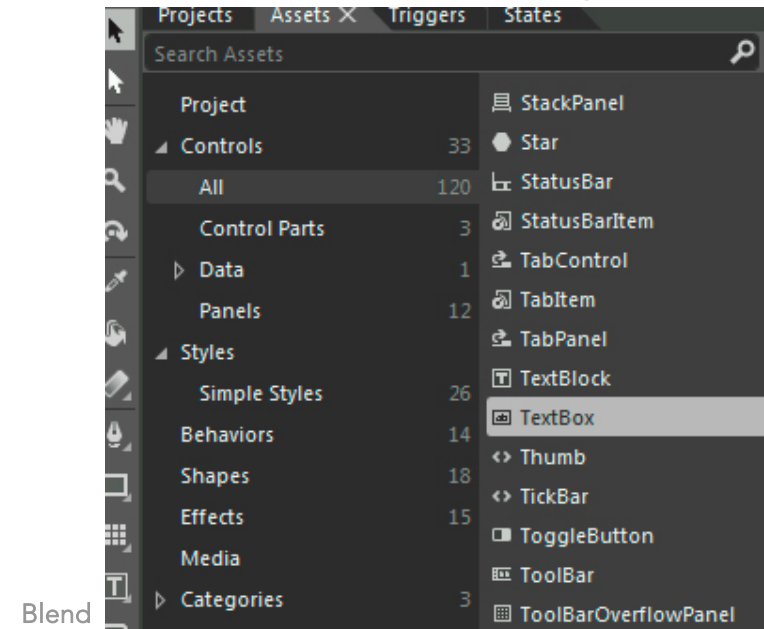 Projects Assets X Triggers States
Search Assets
Project
Controls 33
All 120
Control Parts 3
Data 1
Panels 12
Styles
Simple Styles 26
Behaviors 14
Shapes 18
Effects 15
Media
Categories 3
StackPanel
Star
StatusBar
StatusBarItem
TabControl
TabItem
TabPanel
TextBlock
TextBox
Thumb
TickBar
ToggleButton
ToolBar
ToolBarOverflowPanel
Blend